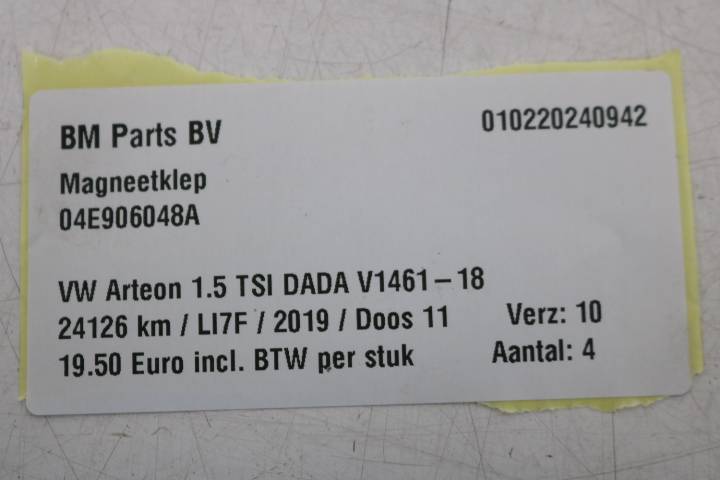 BM Parts BV 010220240942
Magneetklep
04E906048A
VW Arteon 1.5 TSI DADA V1461-18
24126 km / LI7F / 2019 / Doos 11 Verz: 10
19.50 Euro incl. BTW per stuk Aantal: 4